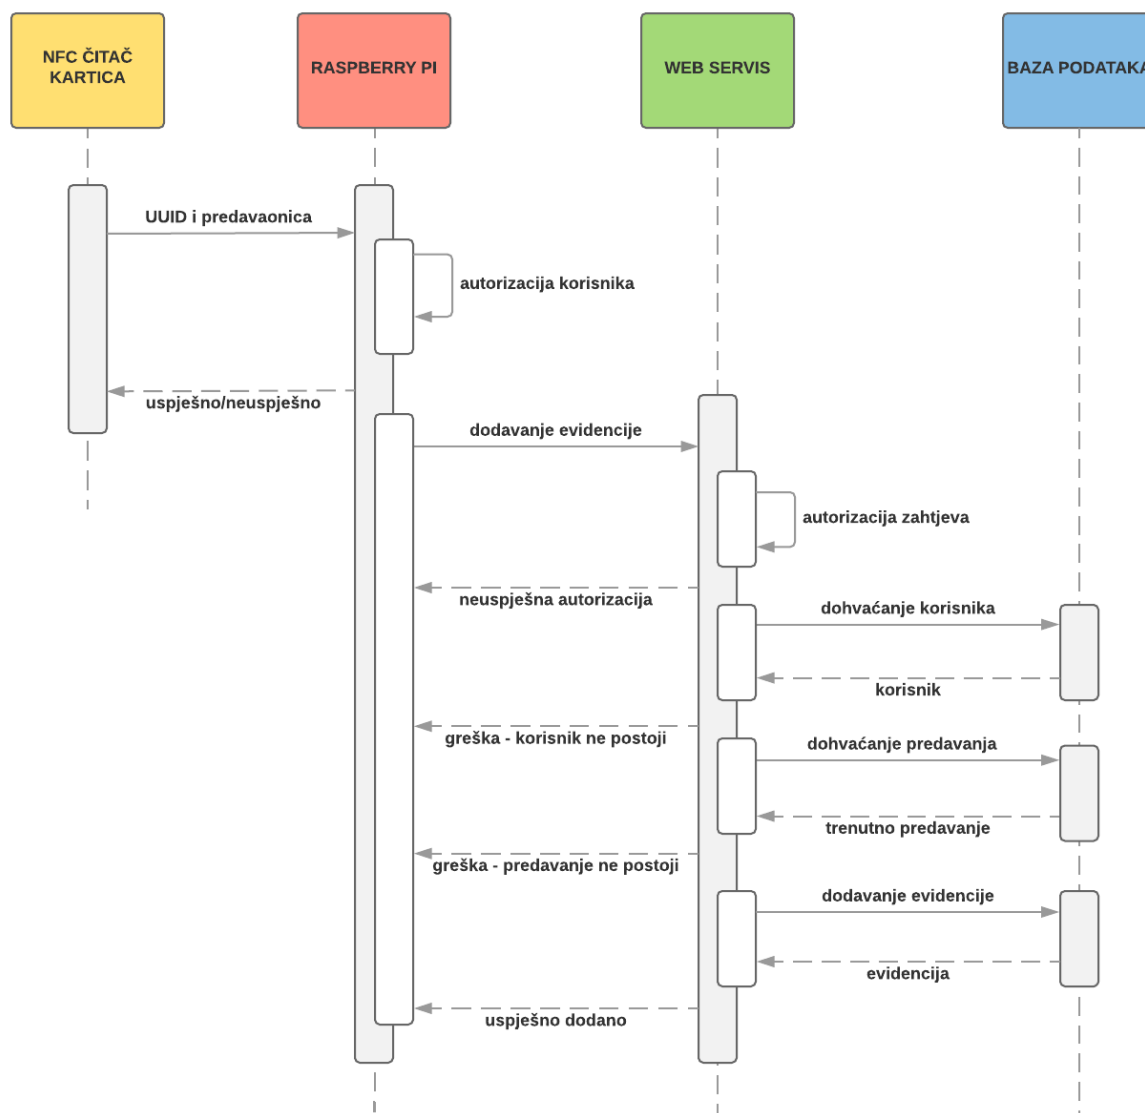 NFC ČITAČ
KARTICA
RASPBERRY PI
WEB SERVIS
BAZA PODATAKA
UUID i predavaonica
autorizacija korisnika
uspješno/neuspješno
dodavanje evidencije
autorizacija zahtjeva
neuspješna autorizacija
dohvaćanje korisnika
korisnik
greška - korisnik ne postoji
dohvaćanje predavanja
trenutno predavanje
greška - predavanje ne postoji
dodavanje evidencije
evidencija
uspješno dodano